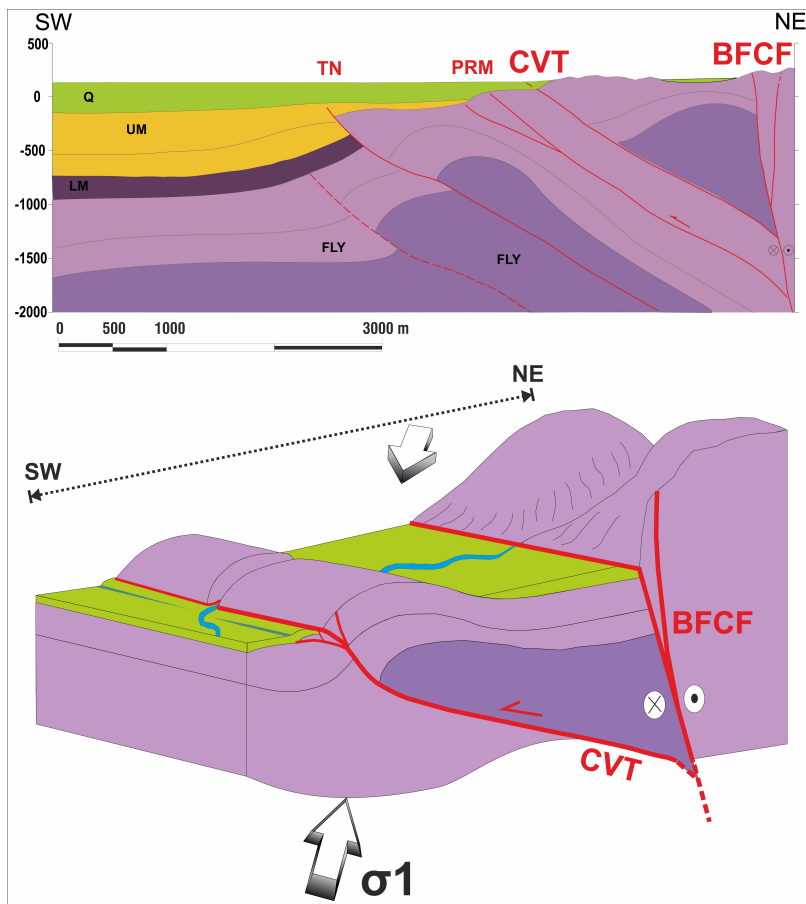 SW
NE
500
0
-500
-1000
-1500
-2000
TN
PRM
CVT
BFCF
Q
UM
LM
FLY
FLY
0
500
1000
3000 m
NE
SW
BFCF
CVT
σ1